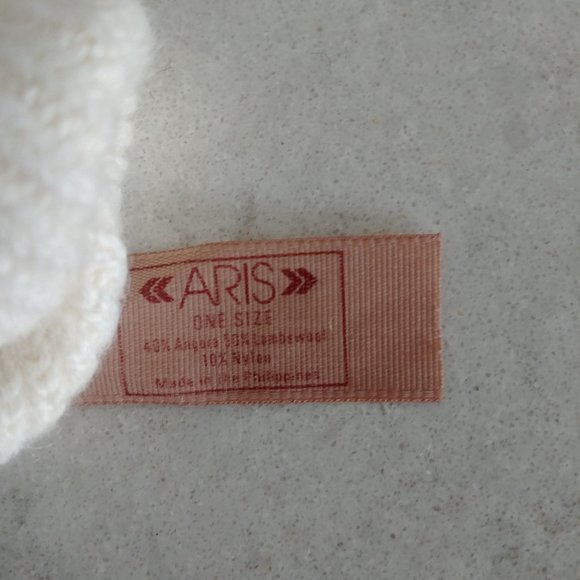 «ARIS»
ONE SIZE
40% Angora 50% Lambswool
10% Nylon
Made in the Philippines